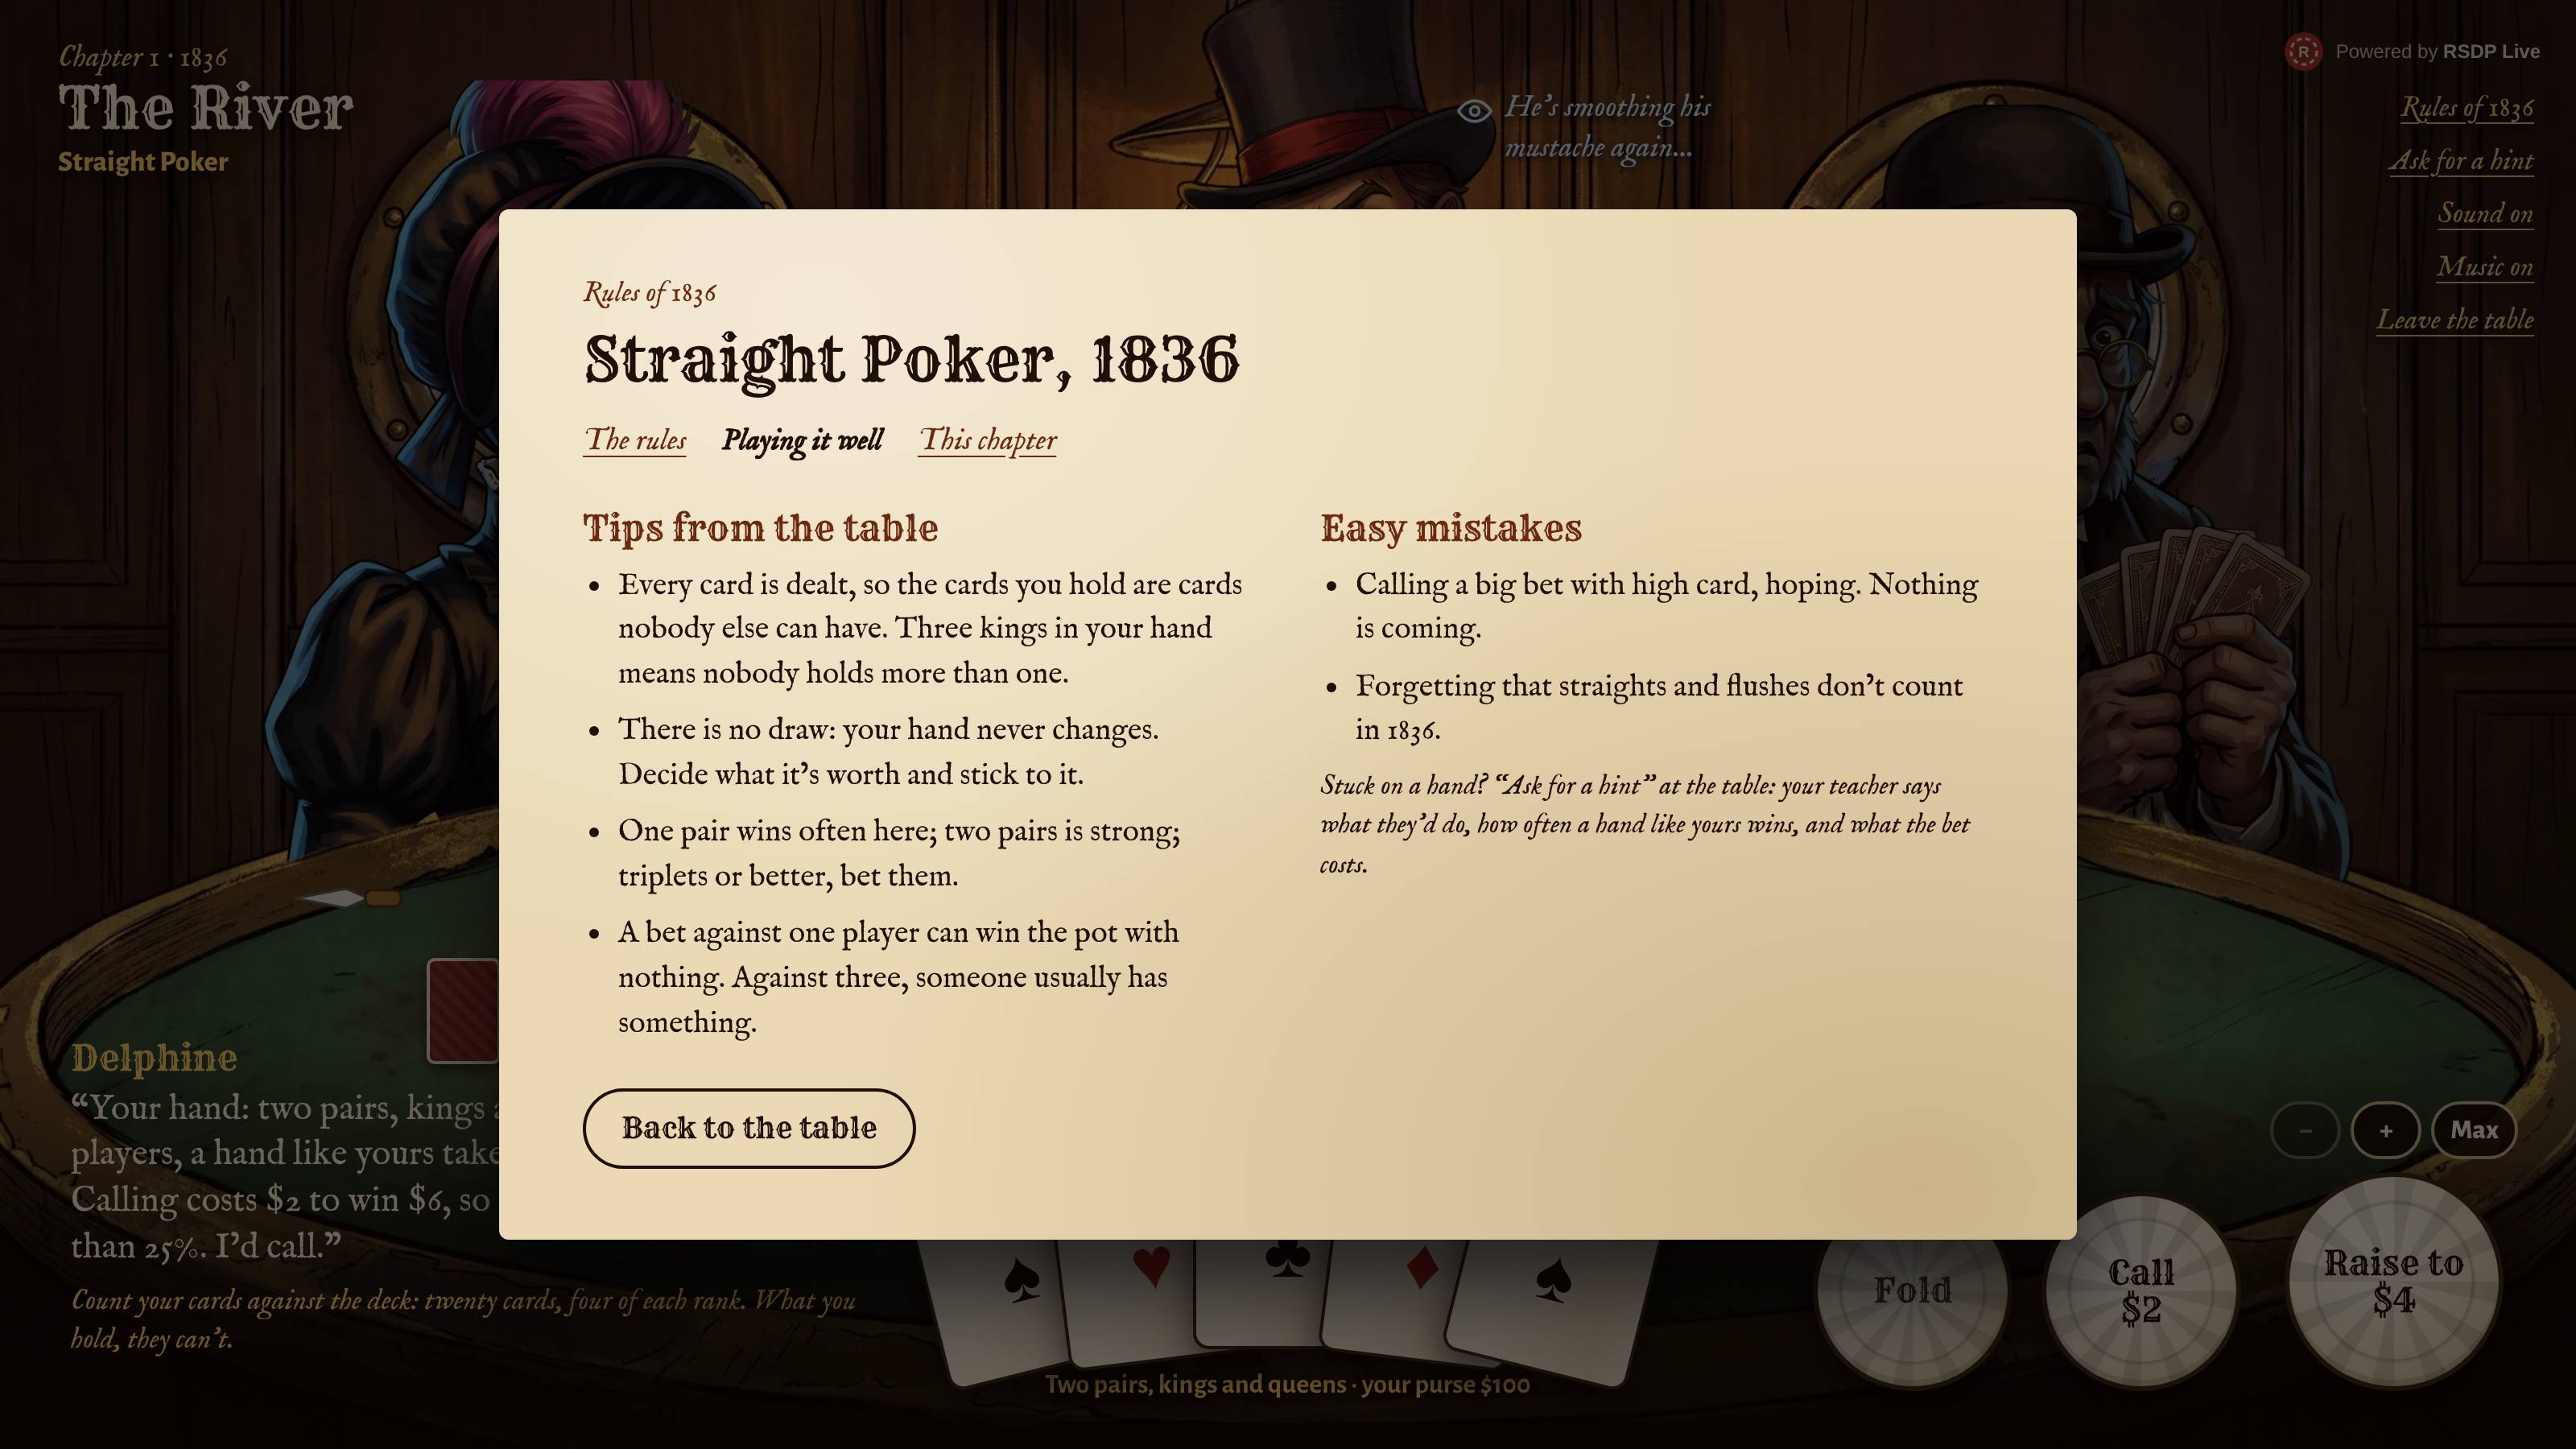 Chapter 1 · 1836
The River
Straight Poker
He's smoothing his
mustache again...
R
Powered by RSDP Live
Rules of 1836
Ask for a hint
Sound on
Music on
Leave the table
Rules of 1836
Straight Poker, 1836
The rules Playing it well This chapter
Tips from the table
• Every card is dealt, so the cards you hold are cards
nobody else can have. Three kings in your hand
means nobody holds more than one.
• There is no draw: your hand never changes.
Decide what it's worth and stick to it.
• One pair wins often here; two pairs is strong;
triplets or better, bet them.
• A bet against one player can win the pot with
nothing. Against three, someone usually has
something.
Easy mistakes
• Calling a big bet with high card, hoping. Nothing
is coming.
• Forgetting that straights and flushes don't count
in 1836.
Stuck on a hand? “Ask for a hint” at the table: your teacher says
what they'd do, how often a hand like yours wins, and what the bet
costs.
Back to the table
Delphine
“Your hand: two pairs, kings
players, a hand like yours take
Calling costs $2 to win $6, so
than 25%. I'd call.”
Count your cards against the deck: twenty cards, four of each rank. What you
hold, they can't.
Two pairs, kings and queens · your purse $100
− + Max
Fold
Call
$2
Raise to
$4